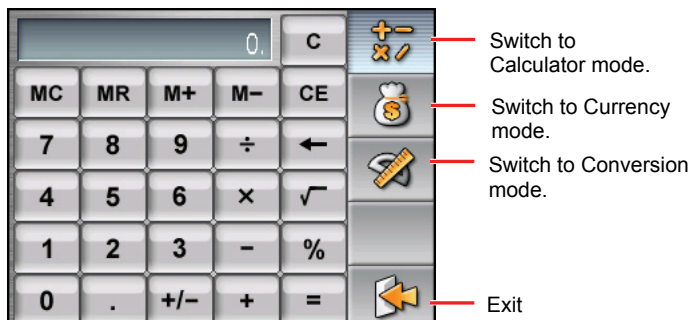 0. C
Switch to
Calculator mode.
MC MR M+ M− CE
Switch to Currency
mode.
7 8 9 ÷ ←
Switch to Conversion
mode.
4 5 6 × √
1 2 3 − %
0 . +/− + =
Exit